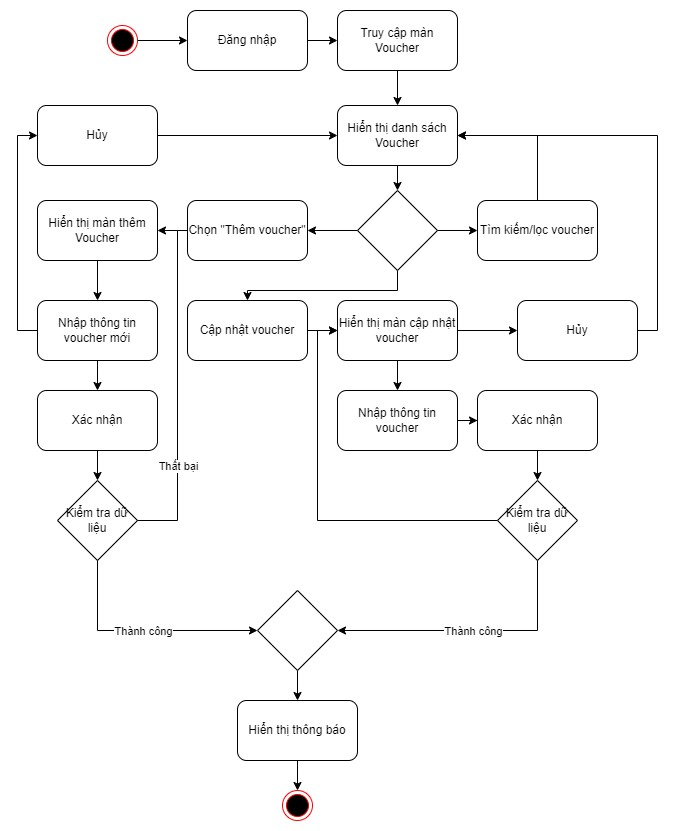 Đăng nhập
Truy cập màn
Voucher
Hủy
Hiển thị danh sách
Voucher
Hiển thị màn thêm
Voucher
Chọn "Thêm voucher"
Tìm kiếm/lọc voucher
Nhập thông tin
voucher mới
Cập nhật voucher
Hiển thị màn cập nhật
voucher
Hủy
Xác nhận
Nhập thông tin
voucher
Xác nhận
Thất bại
Kiểm tra dữ
liệu
Kiểm tra dữ
liệu
Thành công
Thành công
Hiển thị thông báo